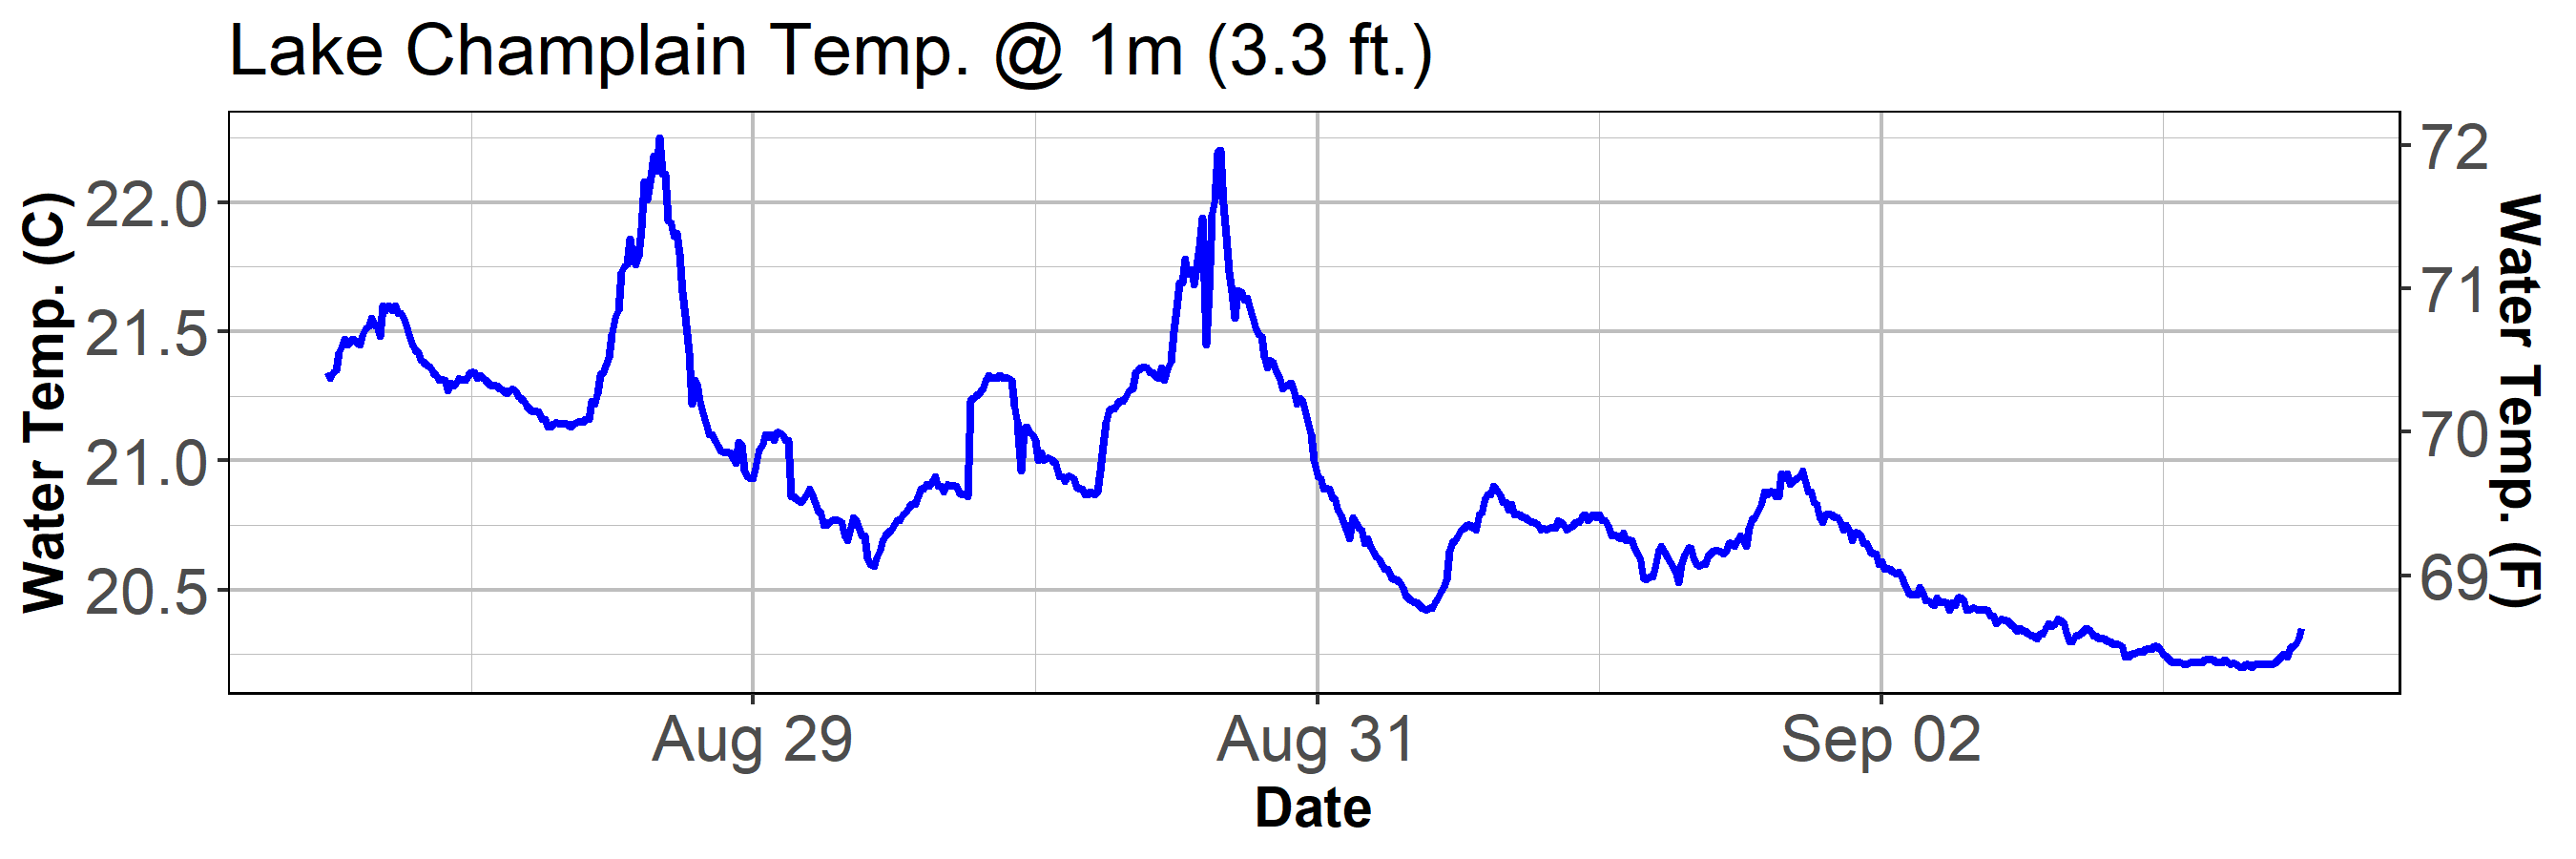 Lake Champlain Temp. @ 1m (3.3 ft.)
Water Temp. (C)
22.0
21.5
21.0
20.5
72
71
70
69
Water Temp. (F)
Aug 29
Aug 31
Sep 02
Date